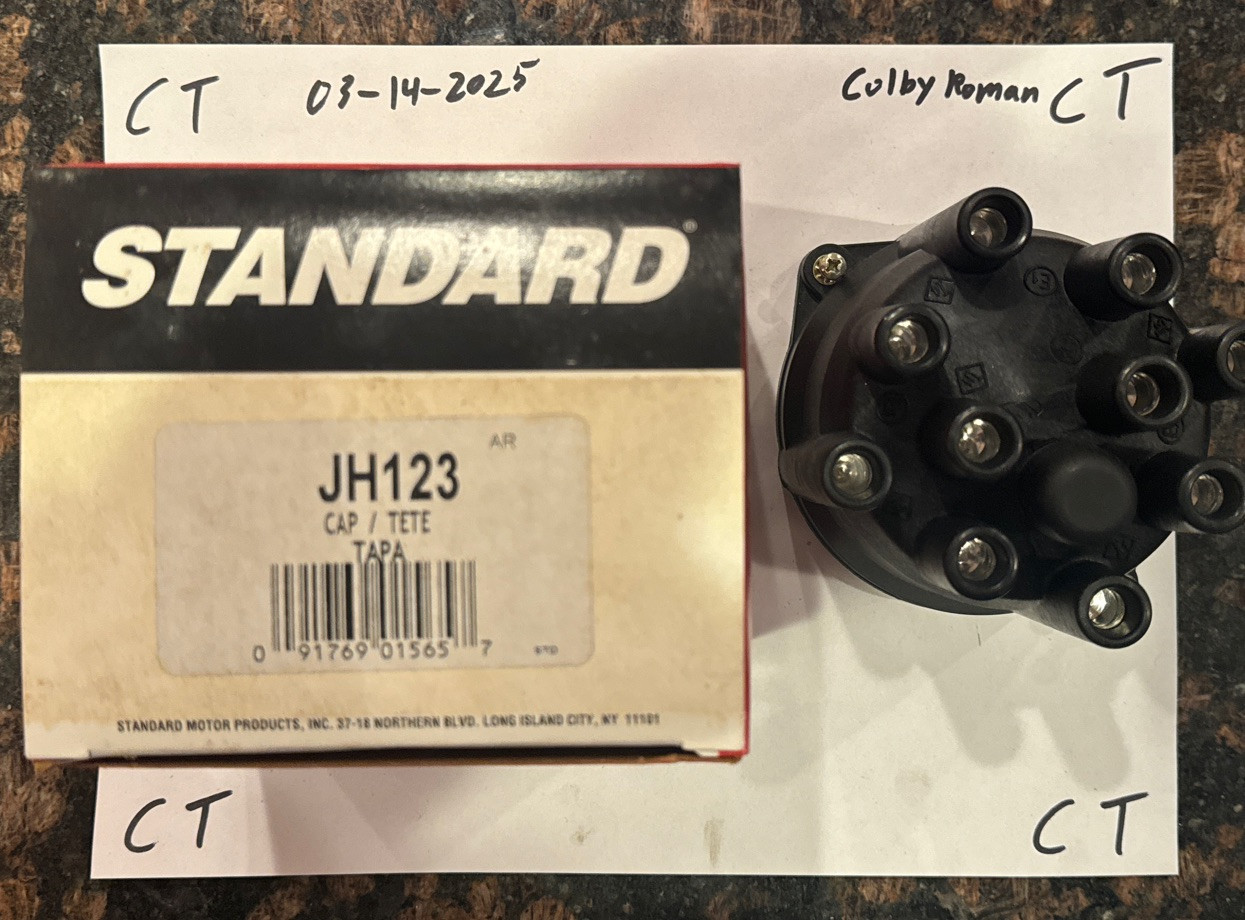 CT 03-14-2025 Colby Roman CT
STANDARD®
AR
JH123
CAP / TETE
TAPA
0 91769 01565 7
STD
STANDARD MOTOR PRODUCTS, INC. 37-18 NORTHERN BLVD. LONG ISLAND CITY, NY 11101
CT CT